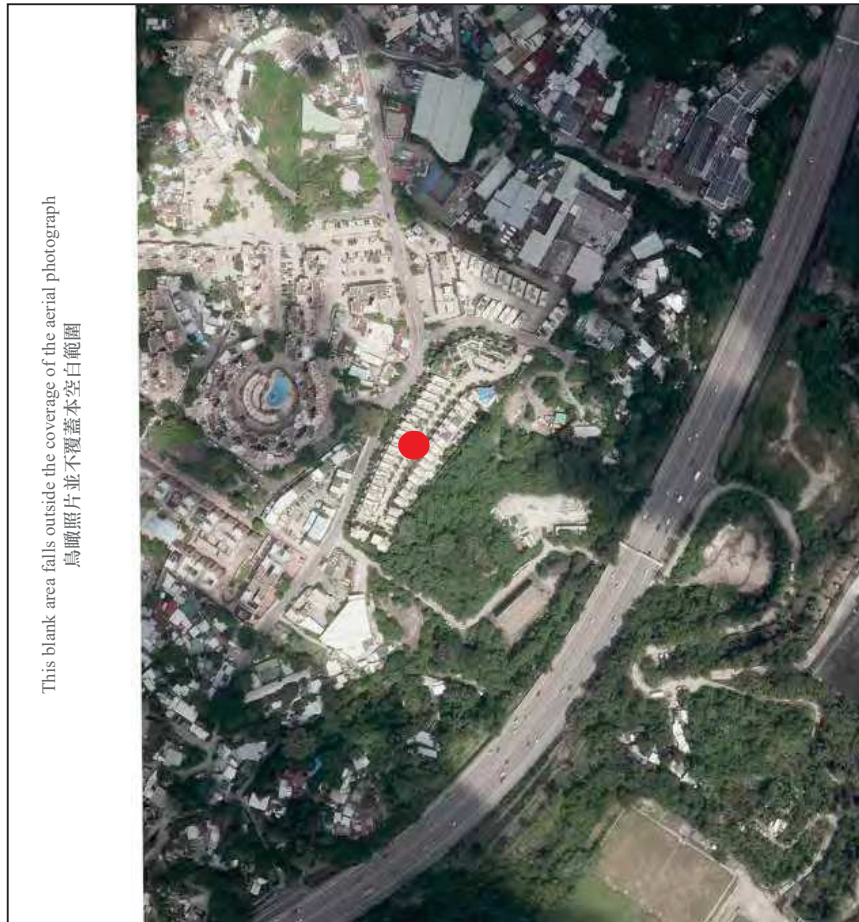 This blank area falls outside the coverage of the aerial photograph
鳥瞰照片並不覆蓋本空白範圍